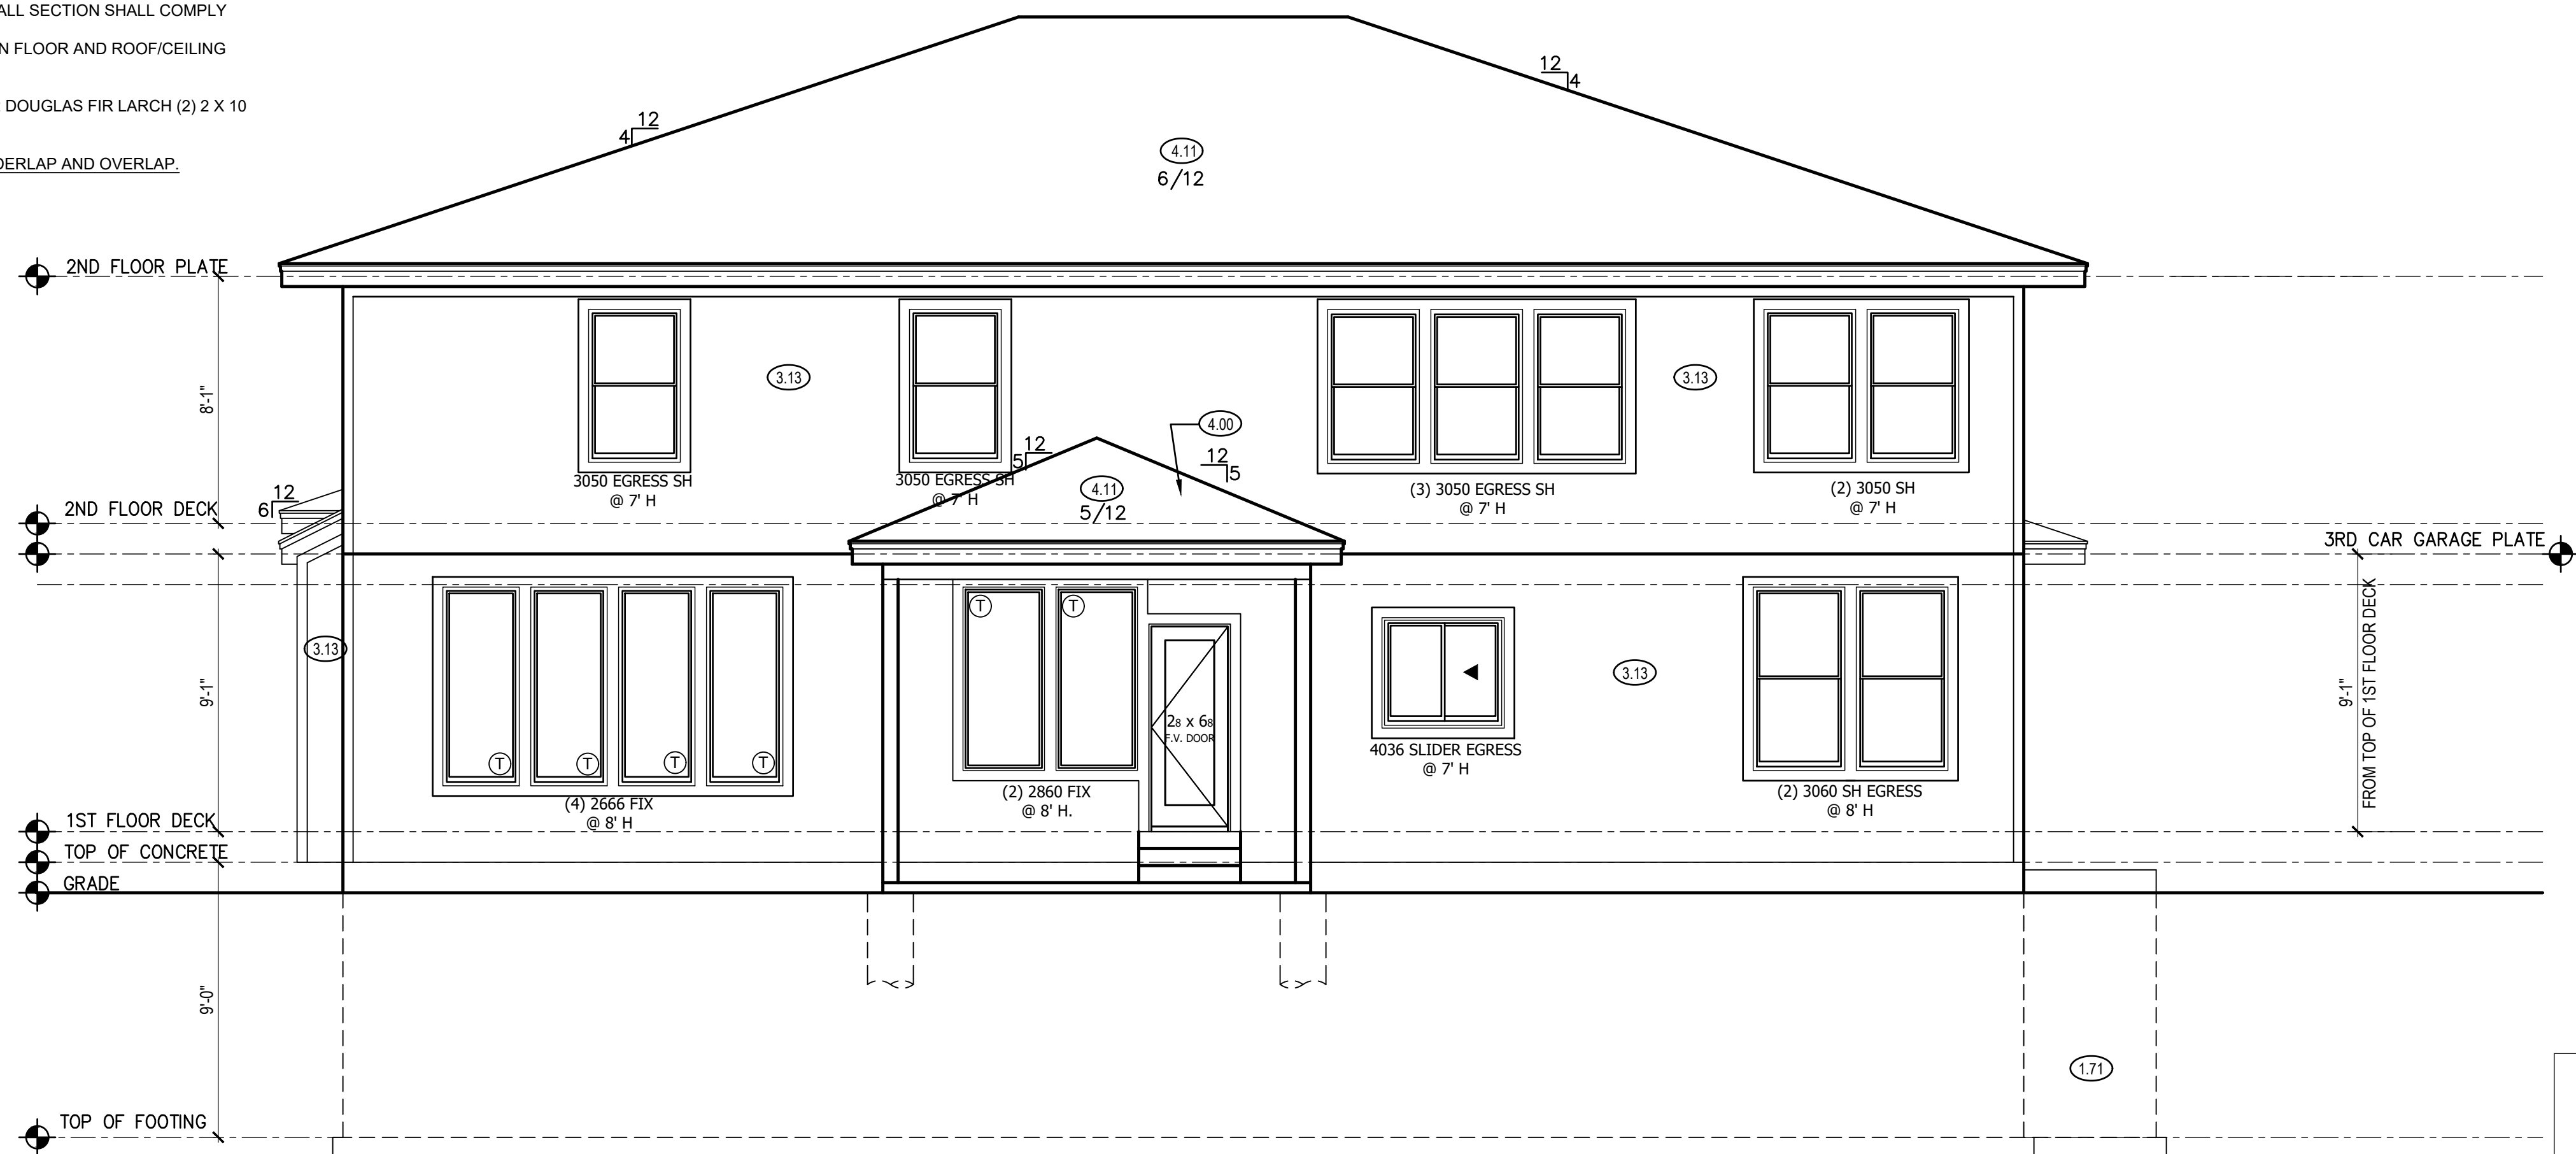 ALL SECTION SHALL COMPLY
N FLOOR AND ROOF/CEILING
DOUGLAS FIR LARCH (2) 2 X 10
DERLAP AND OVERLAP.
12
4
12
4
4.11
6/12
2ND FLOOR PLATE
8'-1"
3.13
3.13
3050 EGRESS SH
@ 7' H
3050 EGRESS SH
@ 7' H
(3) 3050 EGRESS SH
@ 7' H
(2) 3050 SH
@ 7' H
4.00
12
5
12
5
4.11
5/12
12
6
2ND FLOOR DECK
3RD CAR GARAGE PLATE
9'-1"
3.13
T
T
T
T
(4) 2666 FIX
@ 8' H
T
T
(2) 2860 FIX
@ 8' H.
28 x 68
F.V. DOOR
4036 SLIDER EGRESS
@ 7' H
3.13
(2) 3060 SH EGRESS
@ 8' H
9'-1"
FROM TOP OF 1ST FLOOR DECK
1ST FLOOR DECK
TOP OF CONCRETE
GRADE
9'-0"
1.71
TOP OF FOOTING